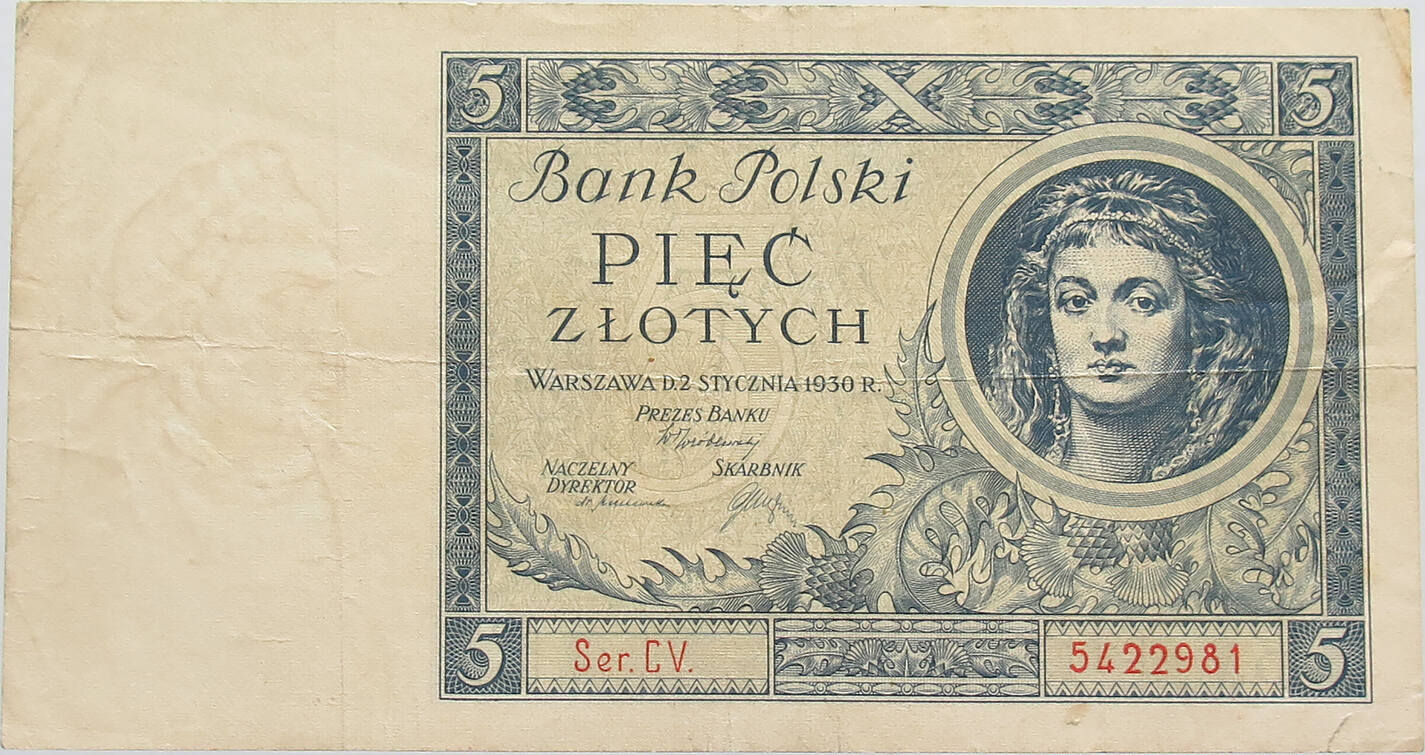 5 5
Bank Polski
PIĘĆ
ZŁOTYCH
WARSZAWA D.2 STYCZNIA 1930 R.
PREZES BANKU
NACZELNY SKARBNIK
DYREKTOR
5 Ser. CV. 5422981 5